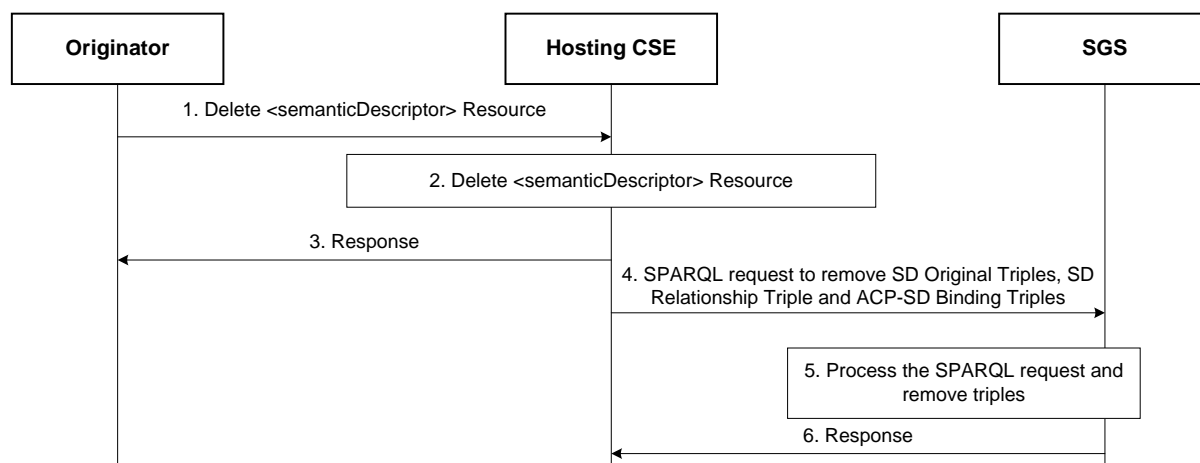 Originator
Hosting CSE
SGS
1. Delete <semanticDescriptor> Resource
2. Delete <semanticDescriptor> Resource
3. Response
4. SPARQL request to remove SD Original Triples, SD
Relationship Triple and ACP-SD Binding Triples
5. Process the SPARQL request and
remove triples
6. Response